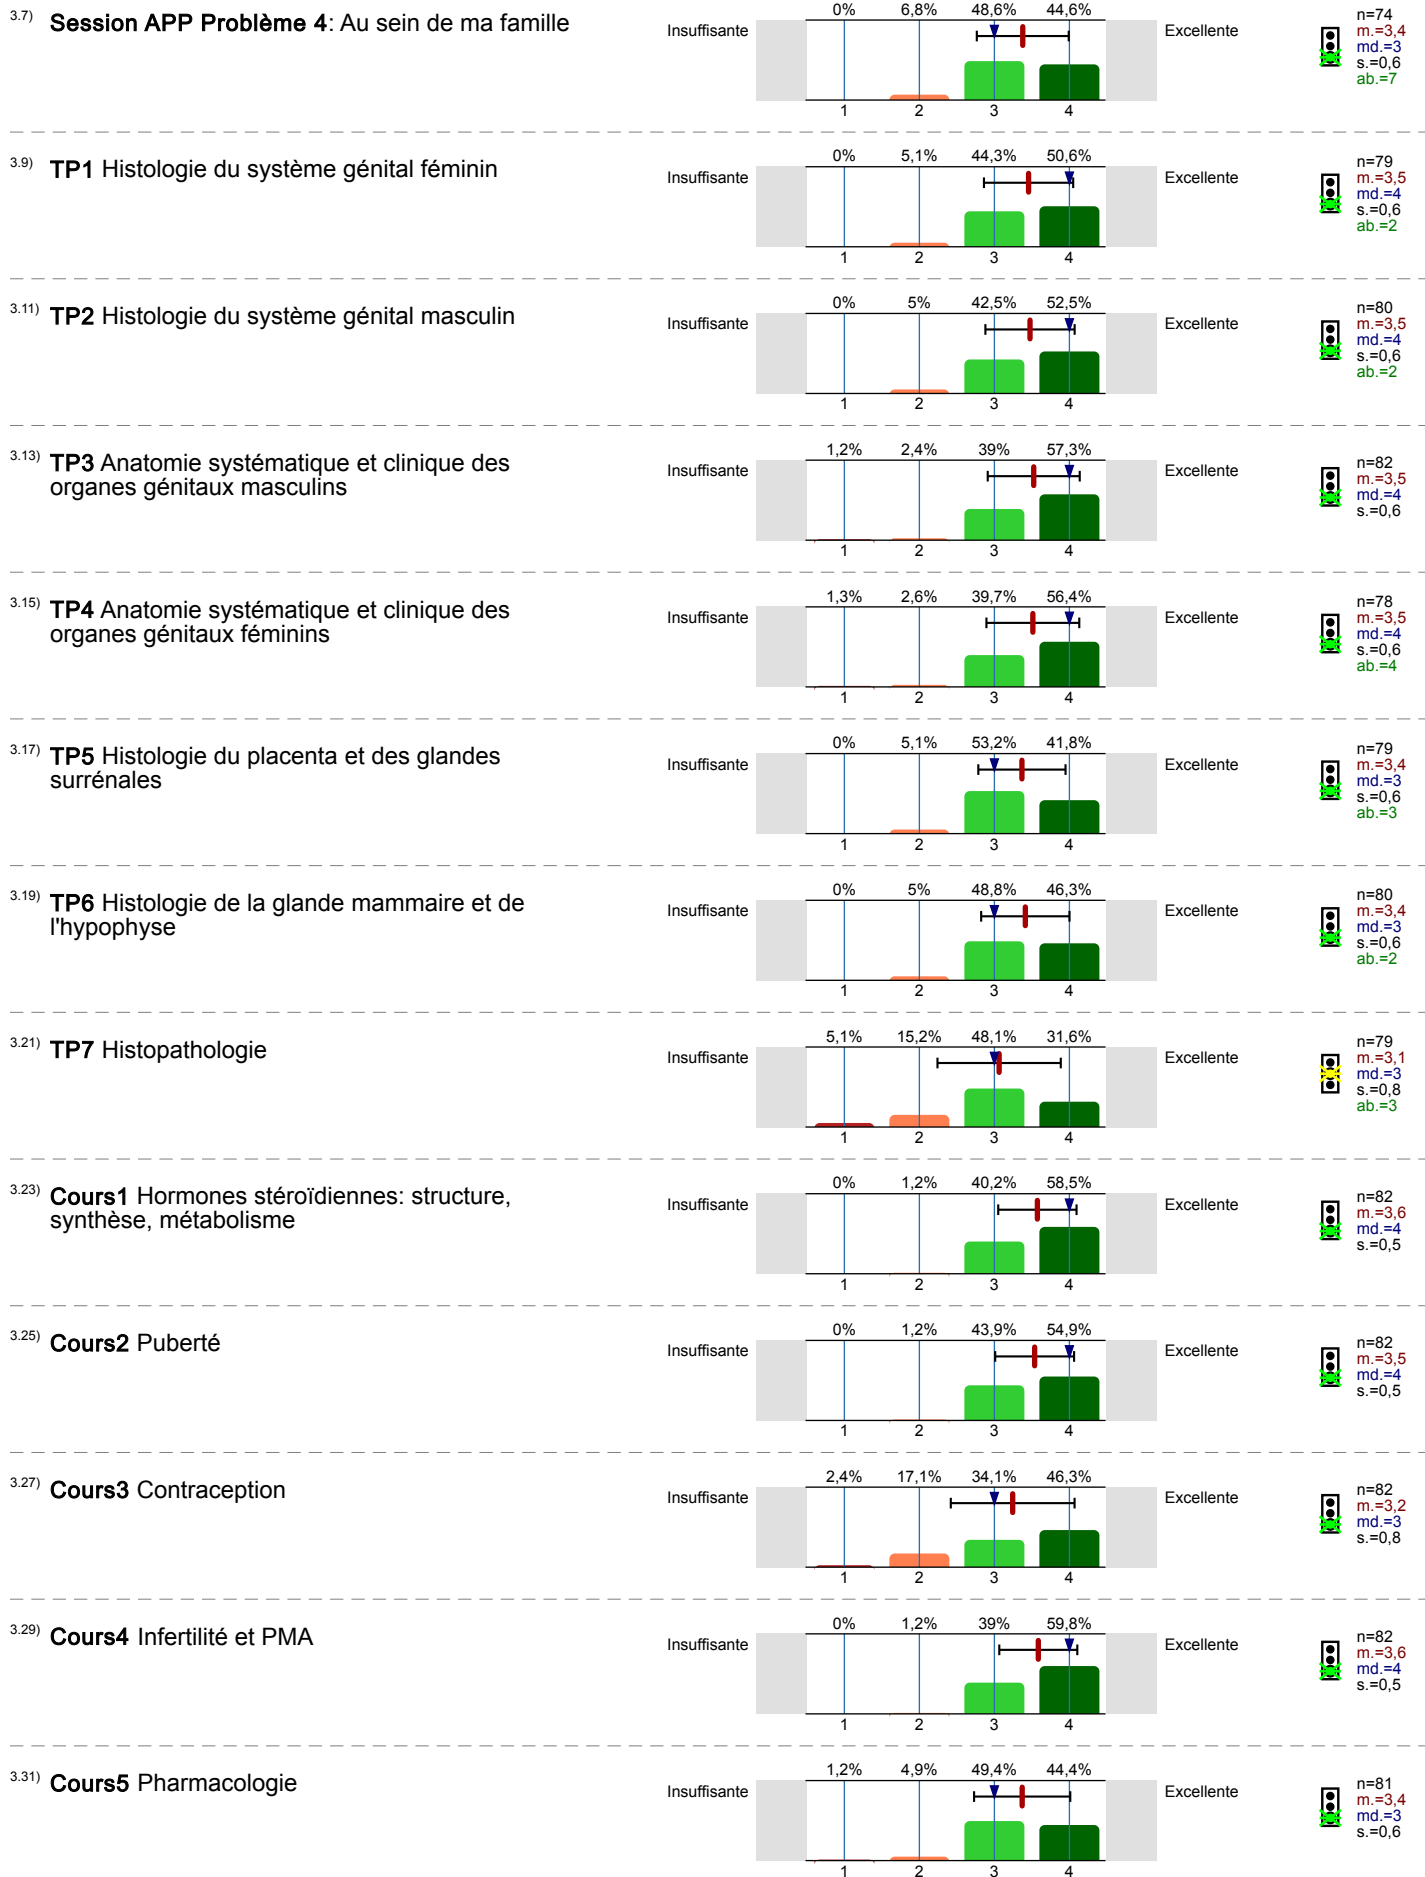 3.7) Session APP Problème 4: Au sein de ma famille
Insuffisante
Excellente
0% 6,8% 48,6% 44,6%
1 2 3 4
n=74
m.=3,4
md.=3
s.=0,6
ab.=7
3.9) TP1 Histologie du système génital féminin
Insuffisante
Excellente
0% 5,1% 44,3% 50,6%
1 2 3 4
n=79
m.=3,5
md.=4
s.=0,6
ab.=2
3.11) TP2 Histologie du système génital masculin
Insuffisante
Excellente
0% 5% 42,5% 52,5%
1 2 3 4
n=80
m.=3,5
md.=4
s.=0,6
ab.=2
3.13) TP3 Anatomie systématique et clinique des
organes génitaux masculins
Insuffisante
Excellente
1,2% 2,4% 39% 57,3%
1 2 3 4
n=82
m.=3,5
md.=4
s.=0,6
3.15) TP4 Anatomie systématique et clinique des
organes génitaux féminins
Insuffisante
Excellente
1,3% 2,6% 39,7% 56,4%
1 2 3 4
n=78
m.=3,5
md.=4
s.=0,6
ab.=4
3.17) TP5 Histologie du placenta et des glandes
surrénales
Insuffisante
Excellente
0% 5,1% 53,2% 41,8%
1 2 3 4
n=79
m.=3,4
md.=3
s.=0,6
ab.=3
3.19) TP6 Histologie de la glande mammaire et de
l'hypophyse
Insuffisante
Excellente
0% 5% 48,8% 46,3%
1 2 3 4
n=80
m.=3,4
md.=3
s.=0,6
ab.=2
3.21) TP7 Histopathologie
Insuffisante
Excellente
5,1% 15,2% 48,1% 31,6%
1 2 3 4
n=79
m.=3,1
md.=3
s.=0,8
ab.=3
3.23) Cours1 Hormones stéroïdiennes: structure,
synthèse, métabolisme
Insuffisante
Excellente
0% 1,2% 40,2% 58,5%
1 2 3 4
n=82
m.=3,6
md.=4
s.=0,5
3.25) Cours2 Puberté
Insuffisante
Excellente
0% 1,2% 43,9% 54,9%
1 2 3 4
n=82
m.=3,5
md.=4
s.=0,5
3.27) Cours3 Contraception
Insuffisante
Excellente
2,4% 17,1% 34,1% 46,3%
1 2 3 4
n=82
m.=3,2
md.=3
s.=0,8
3.29) Cours4 Infertilité et PMA
Insuffisante
Excellente
0% 1,2% 39% 59,8%
1 2 3 4
n=82
m.=3,6
md.=4
s.=0,5
3.31) Cours5 Pharmacologie
Insuffisante
Excellente
1,2% 4,9% 49,4% 44,4%
1 2 3 4
n=81
m.=3,4
md.=3
s.=0,6